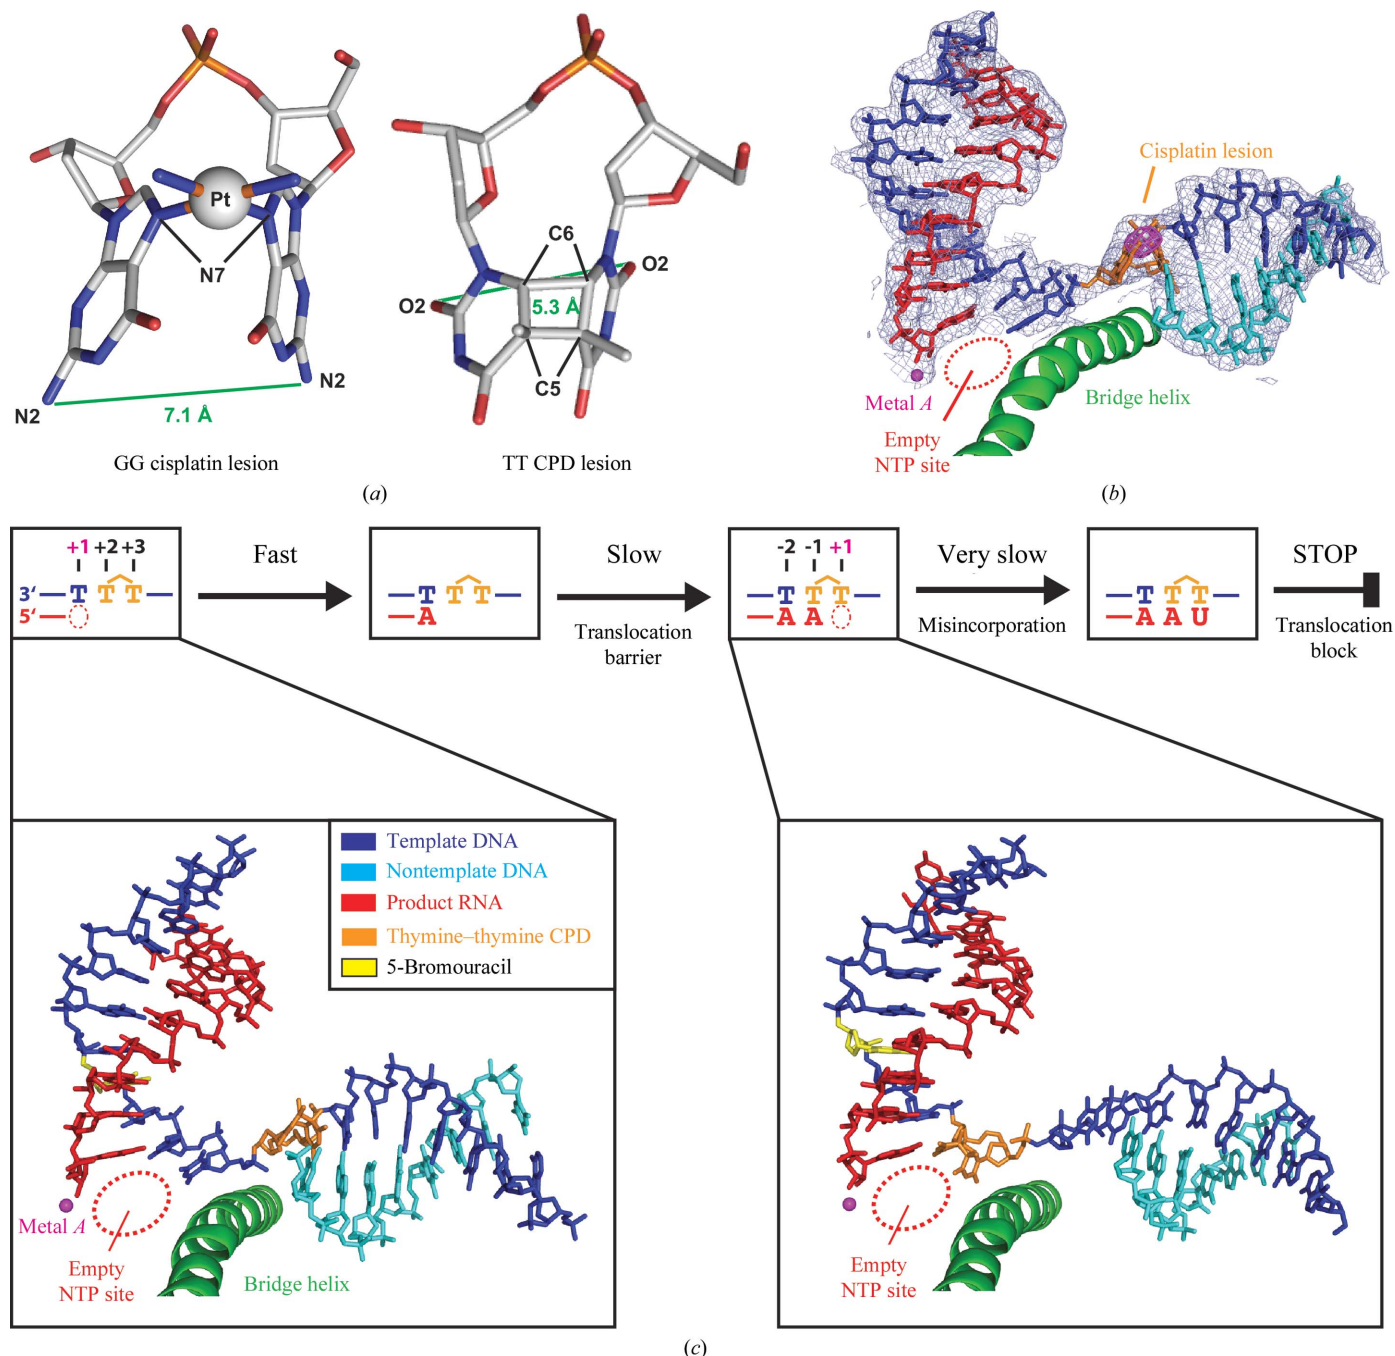 Pt
N7
N2
N2
7.1 Å
GG cisplatin lesion
C6
O2
O2
5.3 Å
C5
TT CPD lesion
(a)
Cisplatin lesion
Metal A
Bridge helix
Empty
NTP site
(b)
+1 +2 +3
3‘ T T T
5‘
Fast
T T T
A
Slow
Translocation
barrier
-2 -1 +1
T T T
A A
Very slow
Misincorporation
T T T
A A U
STOP
Translocation
block
Template DNA
Nontemplate DNA
Product RNA
Thymine–thymine CPD
5-Bromouracil
Metal A
Empty
NTP site
Bridge helix
Empty
NTP site
(c)